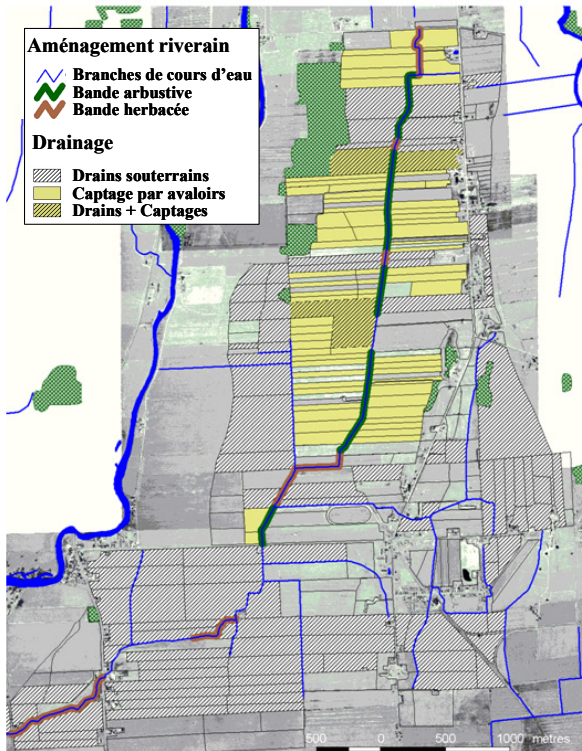 Aménagement riverain
Branches de cours d'eau
Bande arbustive
Bande herbacée
Drainage
Drains souterrains
Captage par avaloirs
Drains + Captages
500 0 500 1000 mètres